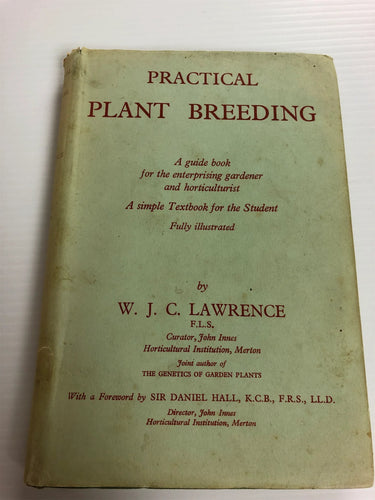 PRACTICAL
PLANT BREEDING
A guide book
for the enterprising gardener
and horticulturist
A simple Textbook for the Student
Fully illustrated
by
W. J. C. LAWRENCE
F.L.S.
Curator, John Innes
Horticultural Institution, Merton
Joint author of
THE GENETICS OF GARDEN PLANTS
With a Foreword by SIR DANIEL HALL, K.C.B., F.R.S., LL.D.
Director, John Innes
Horticultural Institution, Merton